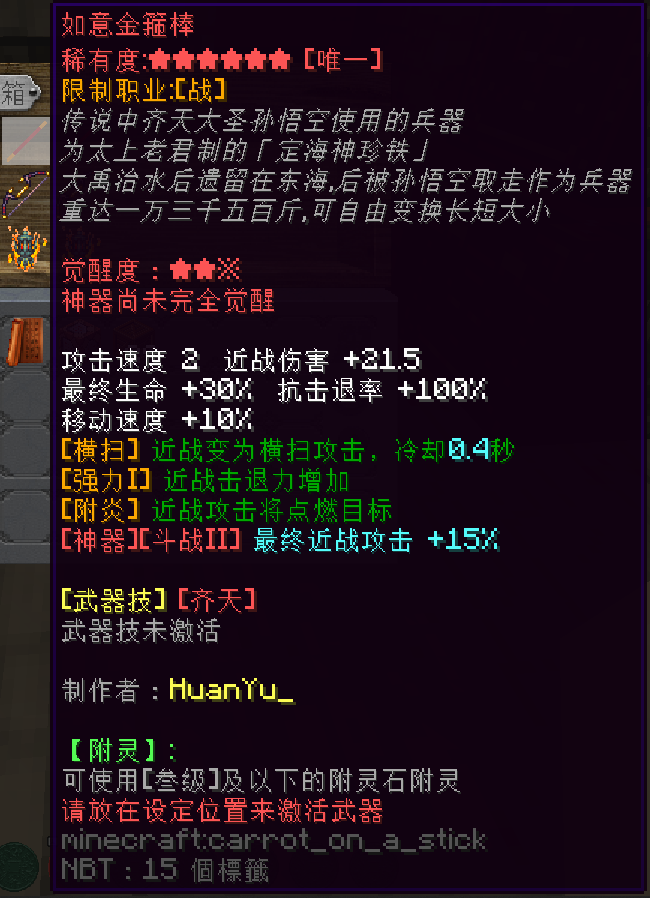 如意金箍棒
稀有度:★★★★★★ [唯一]
限制职业:[战]
传说中齐天大圣孙悟空使用的兵器
为太上老君制的「定海神珍铁」
大禹治水后遗留在东海,后被孙悟空取走作为兵器
重达一万三千五百斤,可自由变换长短大小
觉醒度：★★※
神器尚未完全觉醒
攻击速度 2 近战伤害 +21.5
最终生命 +30% 抗击退率 +100%
移动速度 +10%
[横扫] 近战变为横扫攻击，冷却0.4秒
[强力I] 近战击退力增加
[附炎] 近战攻击将点燃目标
[神器][斗战II] 最终近战攻击 +15%
[武器技] [齐天]
武器技未激活
制作者：HuanYu_
【附灵】:
可使用[叁级]及以下的附灵石附灵
请放在设定位置来激活武器
minecraft:carrot_on_a_stick
NBT：15 個標籤
箱